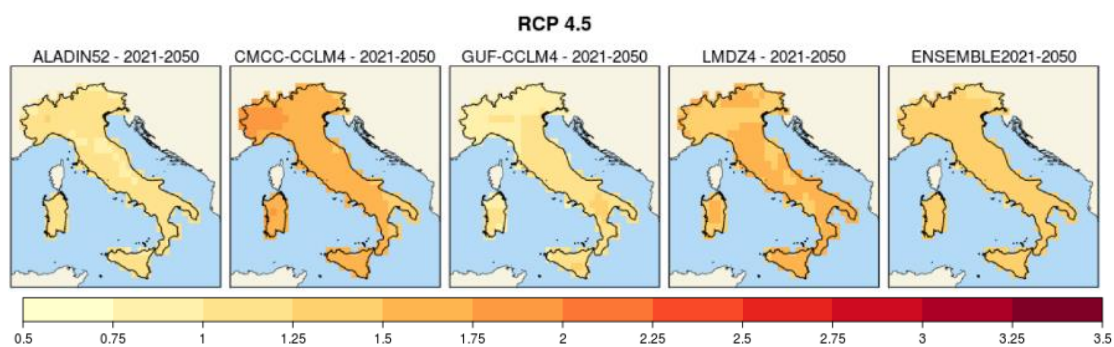 RCP 4.5
ALADIN52 - 2021-2050
CMCC-CCLM4 - 2021-2050
GUF-CCLM4 - 2021-2050
LMDZ4 - 2021-2050
ENSEMBLE2021-2050
0.5 0.75 1 1.25 1.5 1.75 2 2.25 2.5 2.75 3 3.25 3.5